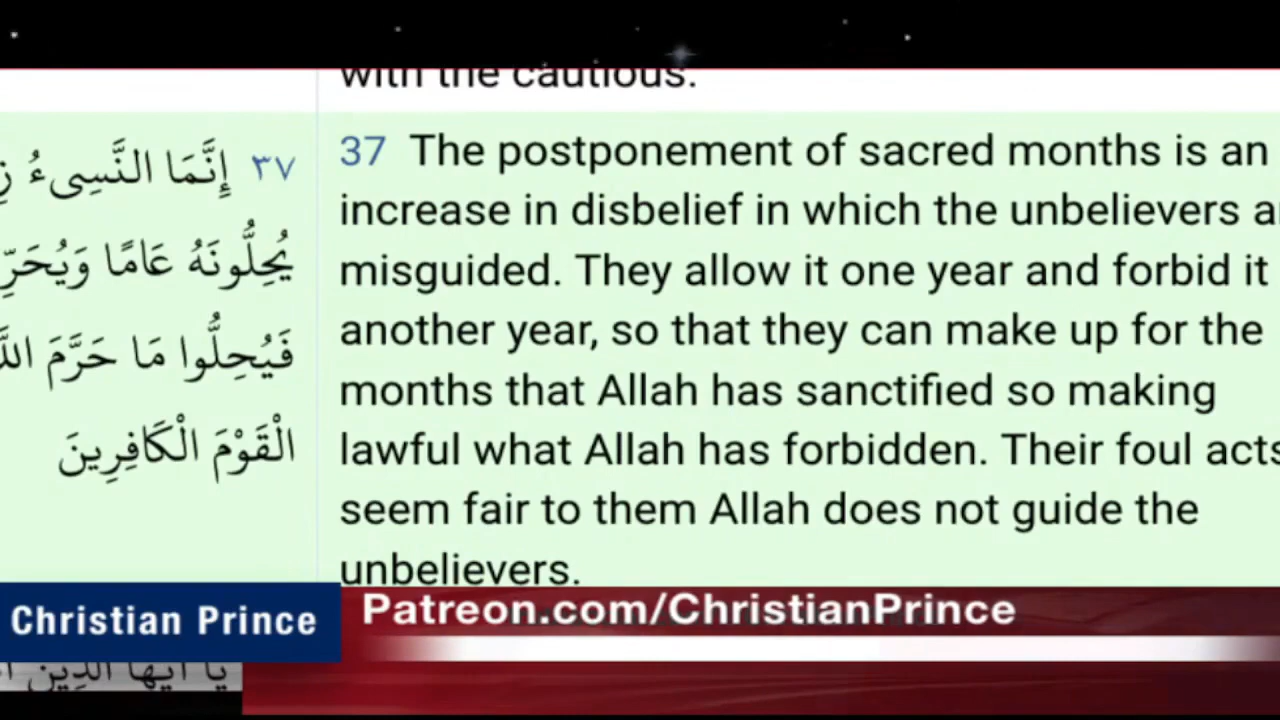 with the cautious.
37 The postponement of sacred months is an
increase in disbelief in which the unbelievers
misguided. They allow it one year and forbid it
another year, so that they can make up for the
months that Allah has sanctified so making
lawful what Allah has forbidden. Their foul acts
seem fair to them Allah does not guide the
unbelievers.
٣٧ إِنَّمَا النَّسِىءُ
يُحِلُّونَهُ عَامًا
فَيُحِلُّوا مَا حَرَّمَ
الْقَوْمَ الْكَافِرِينَ
Christian Prince
Patreon.com/ChristianPrince
يا أيها الذين